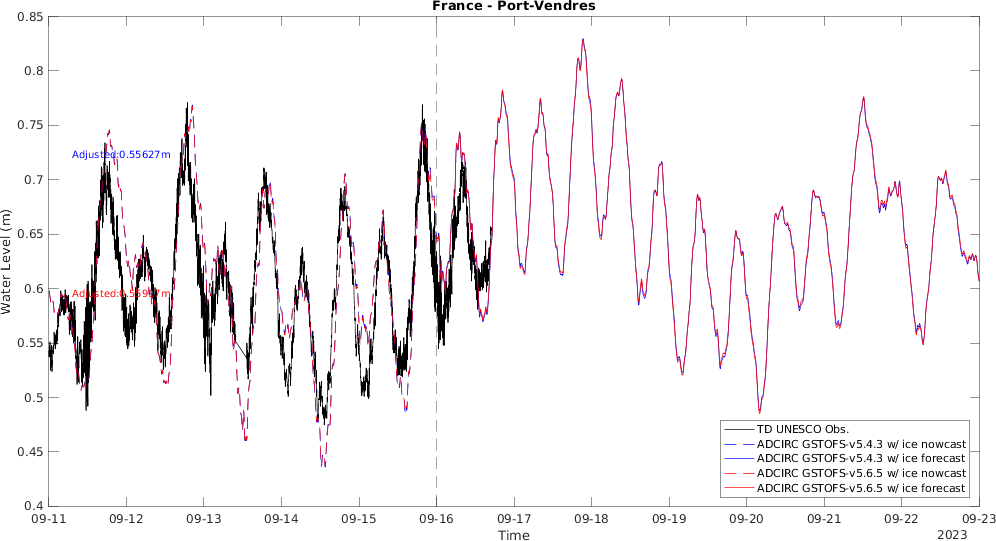 France - Port-Vendres
0.85
0.8
0.75
0.7
0.65
0.6
0.55
0.5
0.45
0.4
Water Level (m)
Adjusted:0.55627m
TD UNESCO Obs.
ADCIRC GSTOFS-v5.4.3 w/ ice nowcast
ADCIRC GSTOFS-v5.4.3 w/ ice forecast
ADCIRC GSTOFS-v5.6.5 w/ ice nowcast
ADCIRC GSTOFS-v5.6.5 w/ ice forecast
09-11 09-12 09-13 09-14 09-15 09-16 09-17 09-18 09-19 09-20 09-21 09-22 09-23
Time
2023